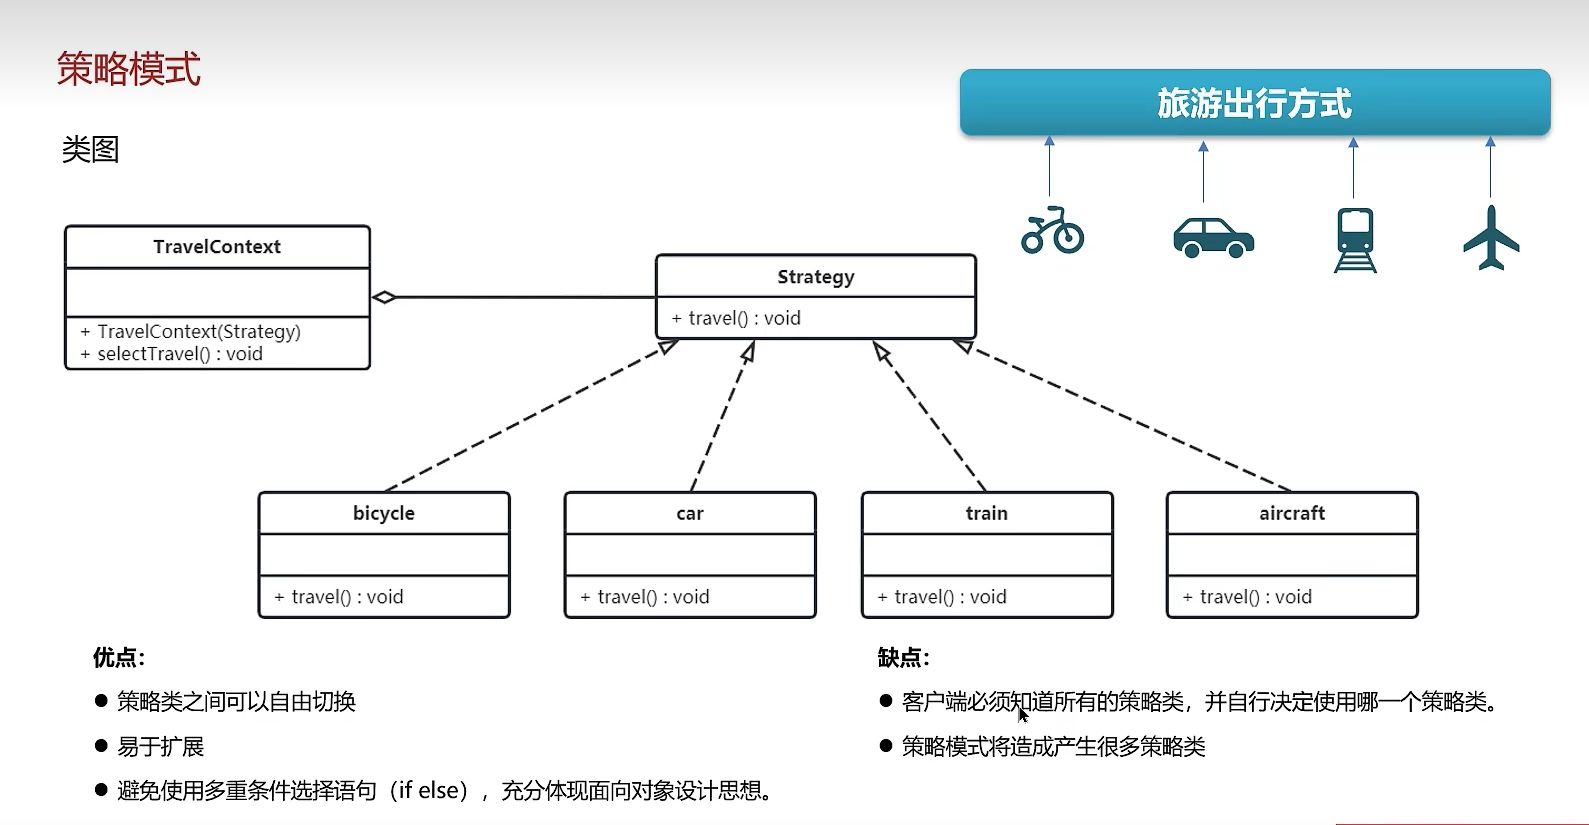 策略模式
旅游出行方式
类图
TravelContext
+ TravelContext(Strategy)
+ selectTravel() : void
Strategy
+ travel() : void
bicycle
+ travel() : void
car
+ travel() : void
train
+ travel() : void
aircraft
+ travel() : void
优点：
● 策略类之间可以自由切换
● 易于扩展
● 避免使用多重条件选择语句（if else），充分体现面向对象设计思想。
缺点：
● 客户端必须知道所有的策略类，并自行决定使用哪一个策略类。
● 策略模式将造成产生很多策略类